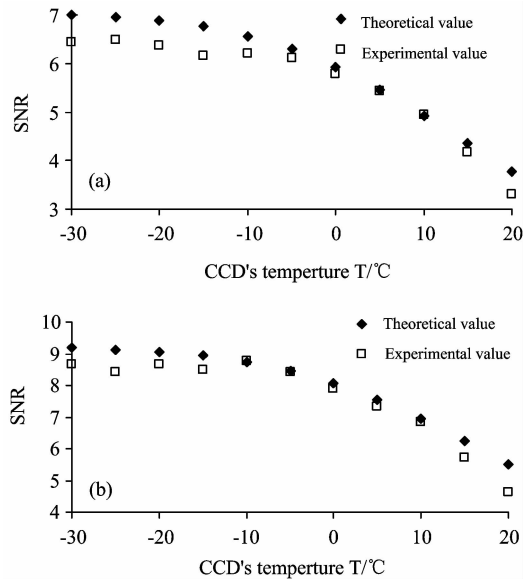 7
Theoretical value
6
Experimental value
SNR
5
4
(a)
3
-30 -20 -10 0 10 20
CCD's temperture T/℃
10
Theoretical value
9
Experimental value
8
SNR
7
6
5
(b)
4
-30 -20 -10 0 10 20
CCD's temperture T/℃